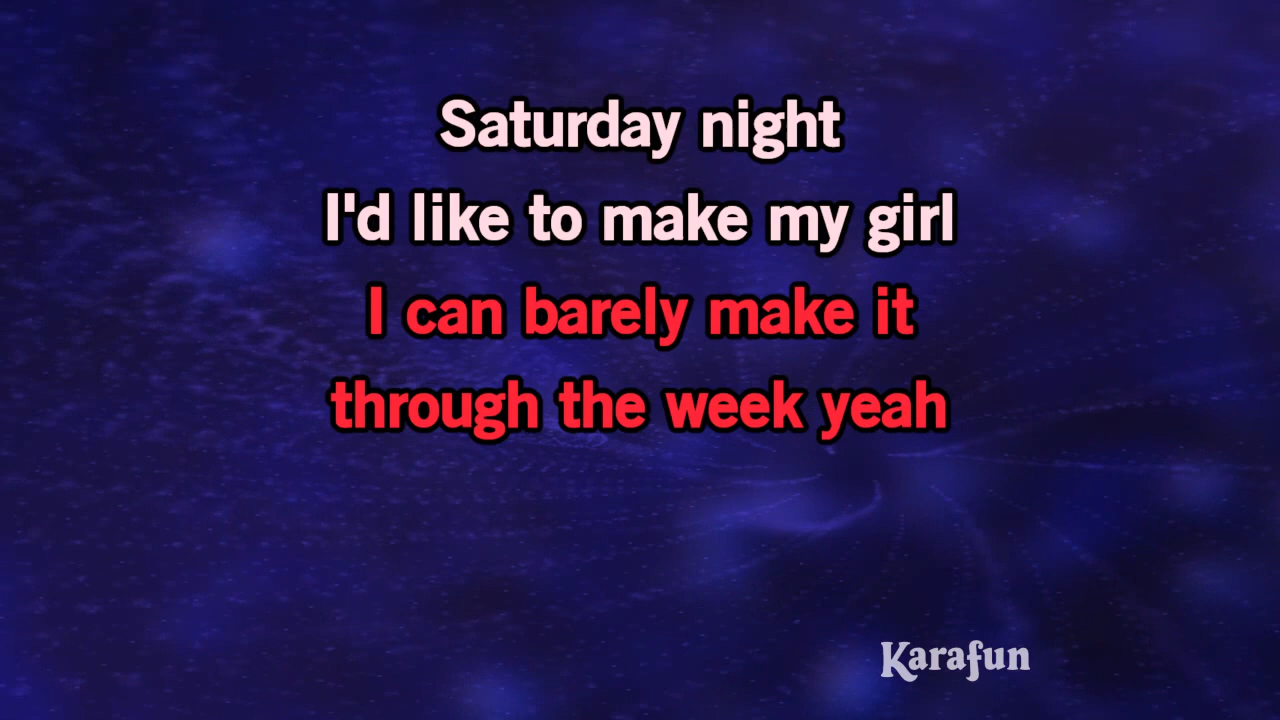 Saturday night
I'd like to make my girl
I can barely make it
through the week yeah
Karafun